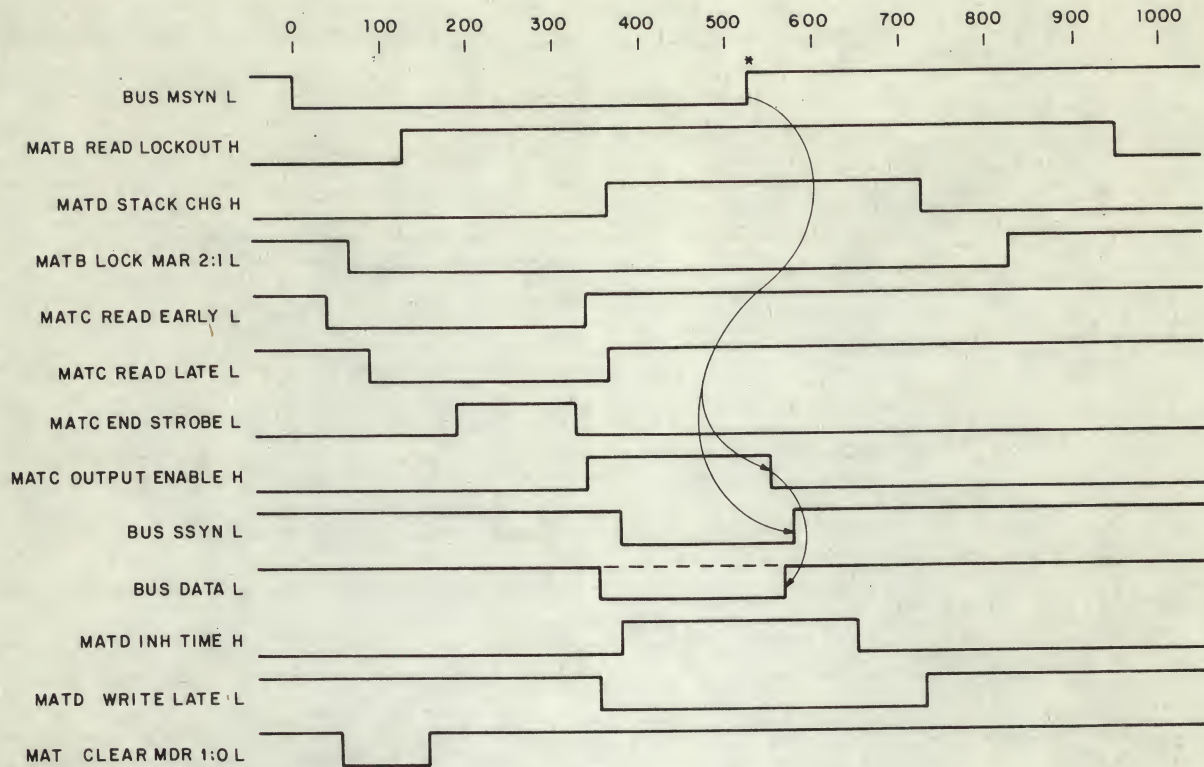 0 100 200 300 400 500 600 700 800 900 1000
*
BUS MSYN L
MATB READ LOCKOUT H
MATD STACK CHG H
MATB LOCK MAR 2:1 L
MATC READ EARLY L
MATC READ LATE L
MATC END STROBE L
MATC OUTPUT ENABLE H
BUS SSYN L
BUS DATA L
MATD INH TIME H
MATD WRITE LATE L
MAT CLEAR MDR 1:0 L